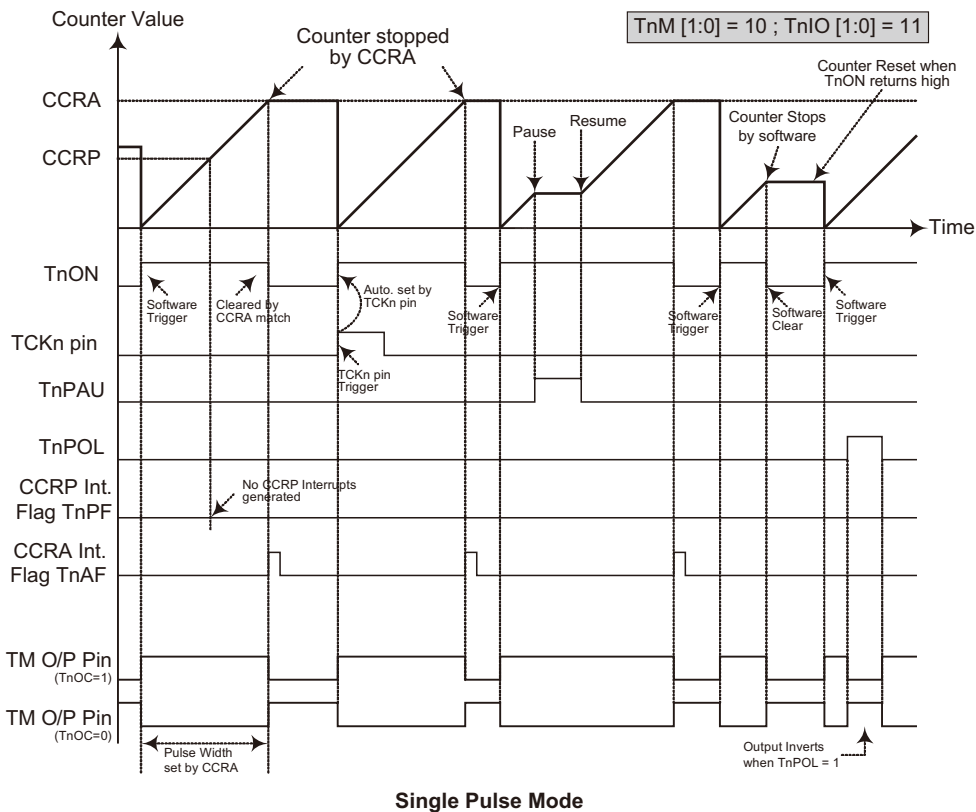 Counter Value
TnM [1:0] = 10 ; TnIO [1:0] = 11
Counter stopped
by CCRA
Counter Reset when
TnON returns high
CCRA
Counter Stops
by software
Pause
Resume
CCRP
Time
TnON
Software
Trigger
Cleared by
CCRA match
Auto. set by
TCKn pin
Software
Trigger
Software
Trigger
Software
Clear
Software
Trigger
TCKn pin
TCKn pin
Trigger
TnPAU
TnPOL
No CCRP Interrupts
generated
CCRP Int.
Flag TnPF
CCRA Int.
Flag TnAF
TM O/P Pin
(TnOC=1)
TM O/P Pin
(TnOC=0)
Pulse Width
set by CCRA
Output Inverts
when TnPOL = 1
Single Pulse Mode